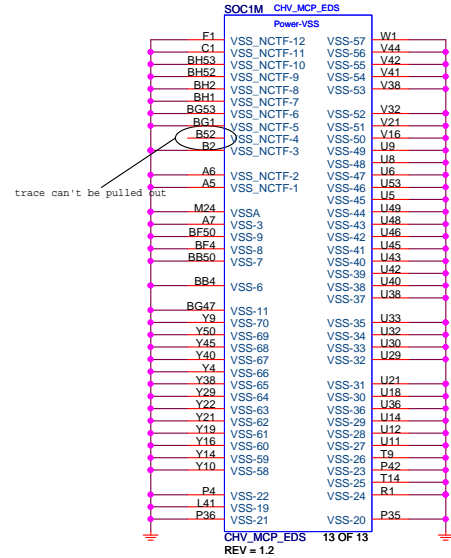 SOC1M CHV_MCP_EDS
Power-VSS
F1 VSS_NCTF-12 VSS-57 W1
C1 VSS_NCTF-11 VSS-56 V44
BH53 VSS_NCTF-10 VSS-55 V42
BH52 VSS_NCTF-9 VSS-54 V41
BH2 VSS_NCTF-8 VSS-53 V38
BH1 VSS_NCTF-7
BG53 VSS_NCTF-6 VSS-52 V32
BG1 VSS_NCTF-5 VSS-51 V21
B52 VSS_NCTF-4 VSS-50 V16
B2 VSS_NCTF-3 VSS-49 U9
VSS-48 U8
A6 VSS_NCTF-2 VSS-47 U6
A5 VSS_NCTF-1 VSS-46 U53
trace can't be pulled out
VSS-45 U5
M24 VSSA VSS-44 U49
A7 VSS-3 VSS-43 U48
BF50 VSS-9 VSS-42 U46
BF4 VSS-8 VSS-41 U45
BB50 VSS-7 VSS-40 U43
VSS-39 U42
BB4 VSS-6 VSS-38 U40
VSS-37 U38
BG47 VSS-11
Y9 VSS-70 VSS-35 U33
Y50 VSS-69 VSS-34 U32
Y45 VSS-68 VSS-33 U30
Y40 VSS-67 VSS-32 U29
Y4 VSS-66
Y38 VSS-65 VSS-31 U21
Y29 VSS-64 VSS-30 U18
Y22 VSS-63 VSS-36 U36
Y21 VSS-62 VSS-29 U14
Y19 VSS-61 VSS-28 U12
Y16 VSS-60 VSS-27 U11
Y14 VSS-59 VSS-26 T9
Y10 VSS-58 VSS-23 P42
VSS-25 T14
P4 VSS-22 VSS-24 R1
L41 VSS-19
P36 VSS-21 VSS-20 P35
CHV_MCP_EDS 13 OF 13
REV = 1.2